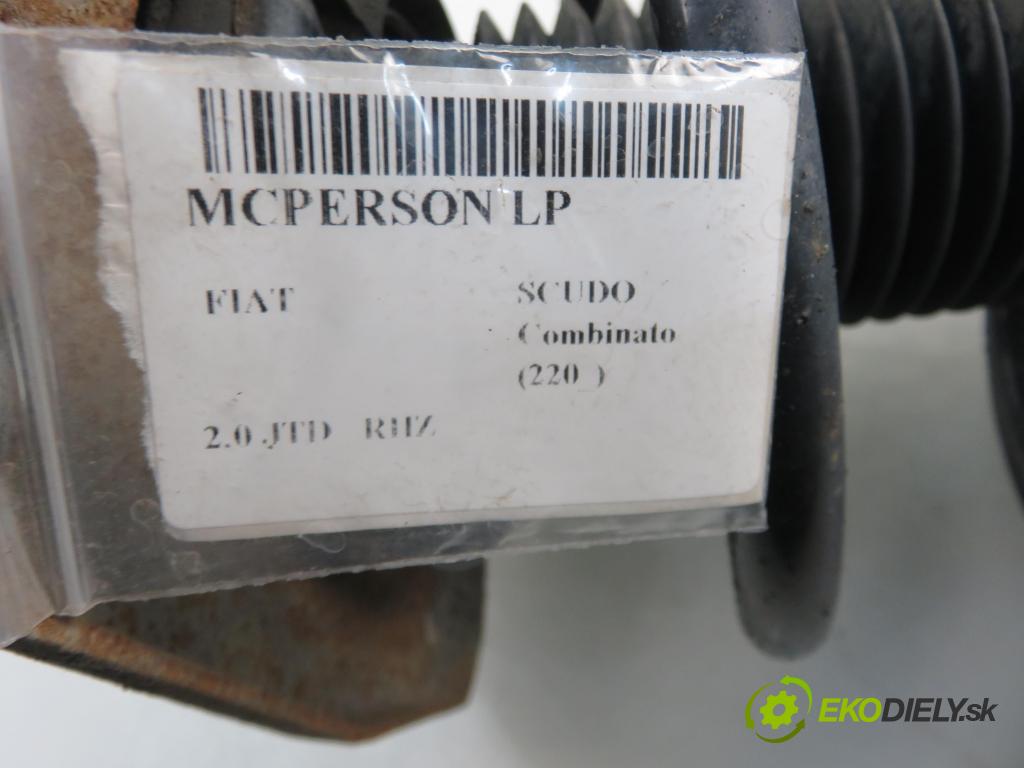 MCPERSON LP
FIAT
SCUDO
Combinato
(220_)
2.0 JTD RHZ
EKODIELY.sk